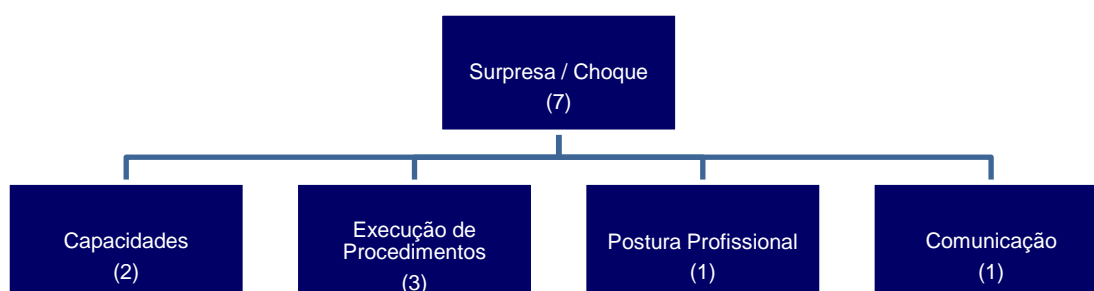 Surpresa / Choque
(7)
Capacidades
(2)
Execução de
Procedimentos
(3)
Postura Profissional
(1)
Comunicação
(1)